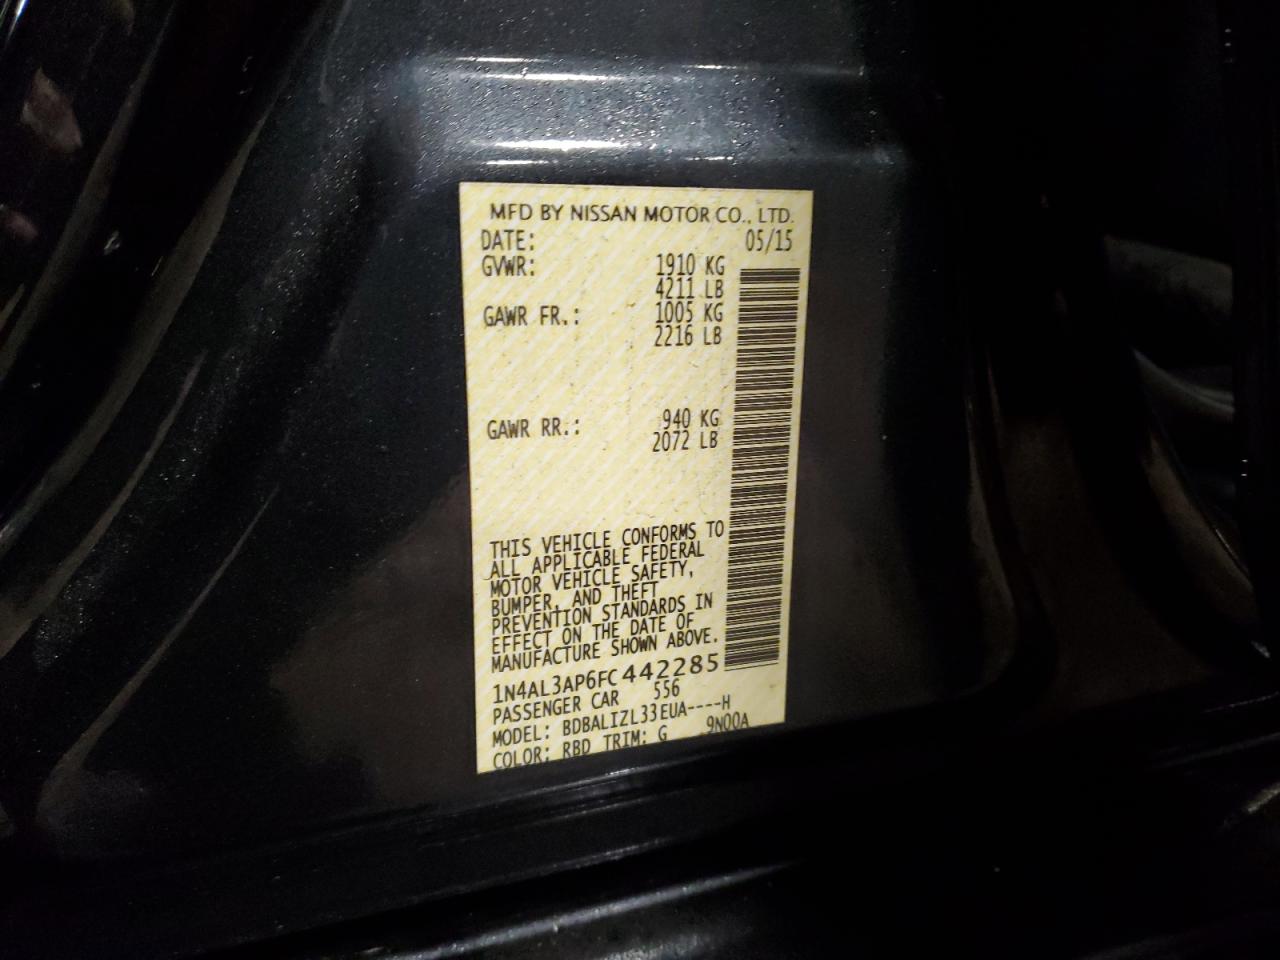 MFD BY NISSAN MOTOR CO., LTD.
DATE: 05/15
GVWR: 1910 KG
4211 LB
GAWR FR.: 1005 KG
2216 LB
GAWR RR.: 940 KG
2072 LB
THIS VEHICLE CONFORMS TO
ALL APPLICABLE FEDERAL
MOTOR VEHICLE SAFETY,
BUMPER, AND THEFT
PREVENTION STANDARDS IN
EFFECT ON THE DATE OF
MANUFACTURE SHOWN ABOVE.
1N4AL3AP6FC442285
PASSENGER CAR 556
MODEL: BDBALIZL33EUA----H
COLOR: RBD TRIM: G 9N00A